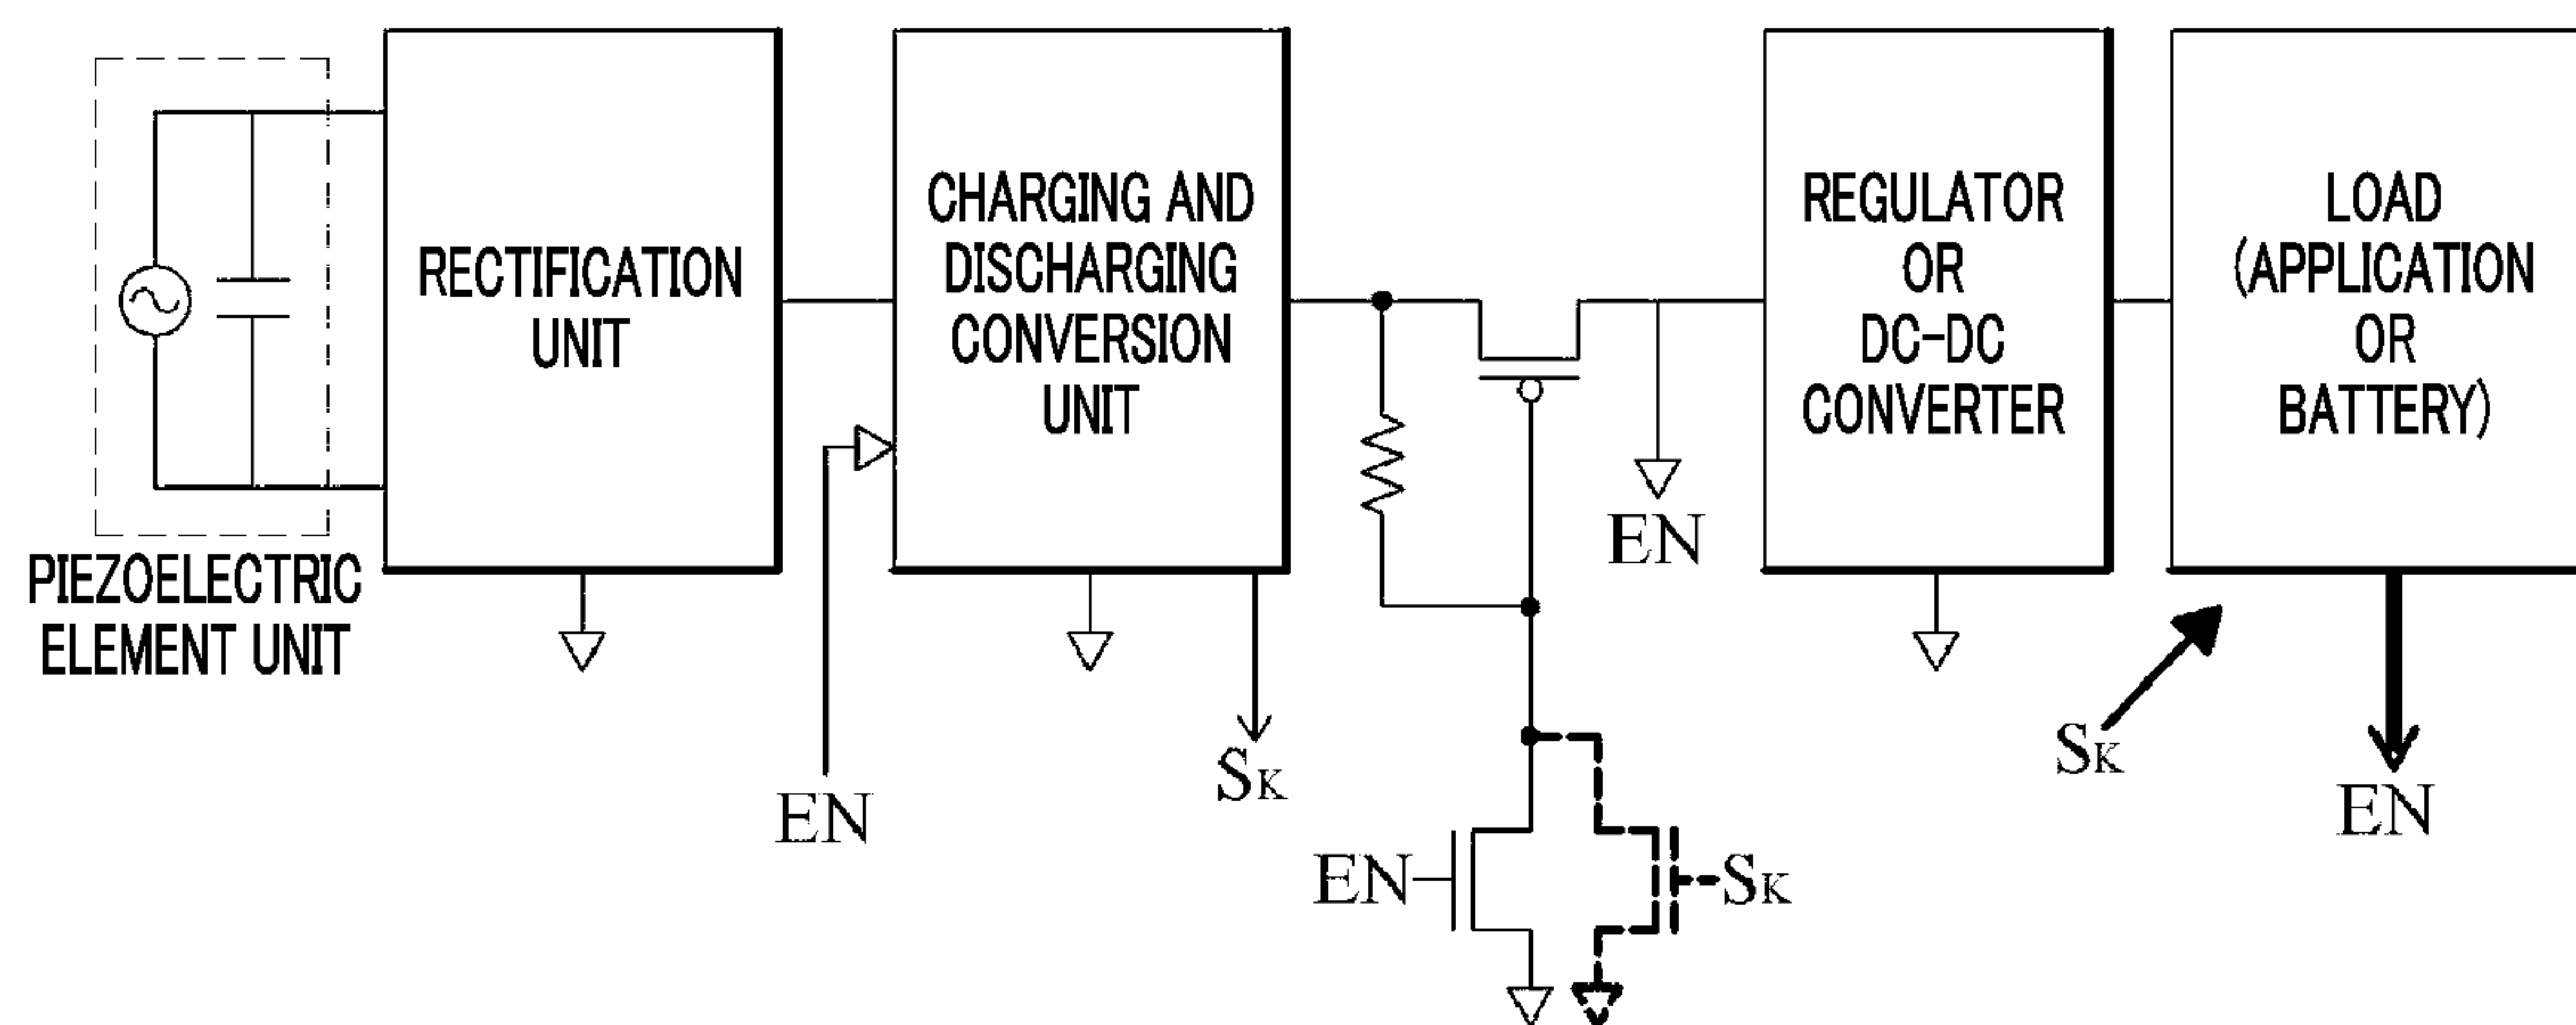 RECTIFICATION
UNIT
CHARGING AND
DISCHARGING
CONVERSION
UNIT
REGULATOR
OR
DC-DC
CONVERTER
LOAD
(APPLICATION
OR
BATTERY)
PIEZOELECTRIC
ELEMENT UNIT
EN
SK
EN
EN
SK
SK
EN